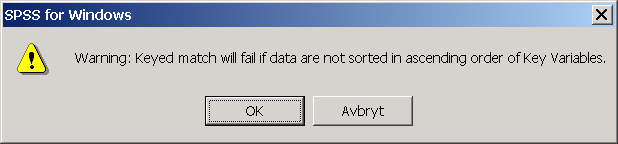 SPSS for Windows
Warning: Keyed match will fail if data are not sorted in ascending order of Key Variables.
OK Avbryt